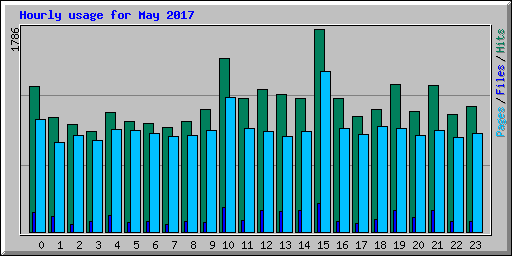 Hourly usage for May 2017
1786
Pages/Files/Hits
0 1 2 3 4 5 6 7 8 9 10 11 12 13 14 15 16 17 18 19 20 21 22 23